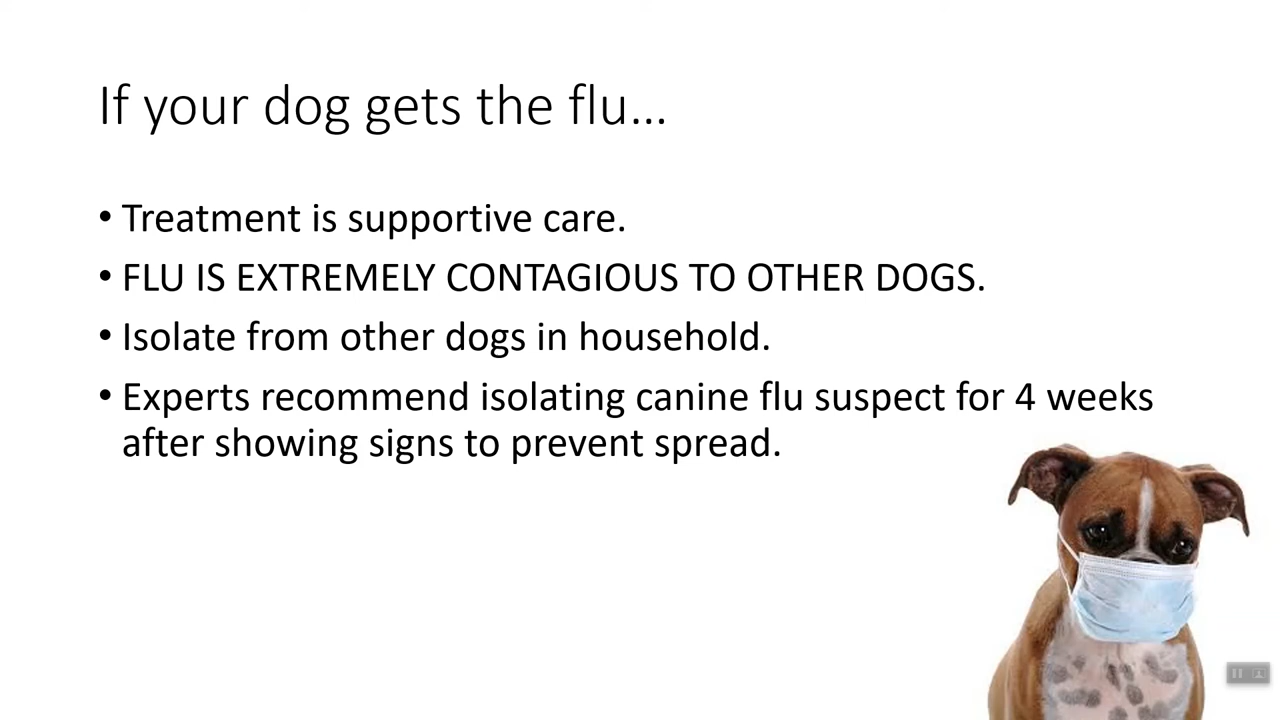 If your dog gets the flu...
• Treatment is supportive care.
• FLU IS EXTREMELY CONTAGIOUS TO OTHER DOGS.
• Isolate from other dogs in household.
• Experts recommend isolating canine flu suspect for 4 weeks
after showing signs to prevent spread.